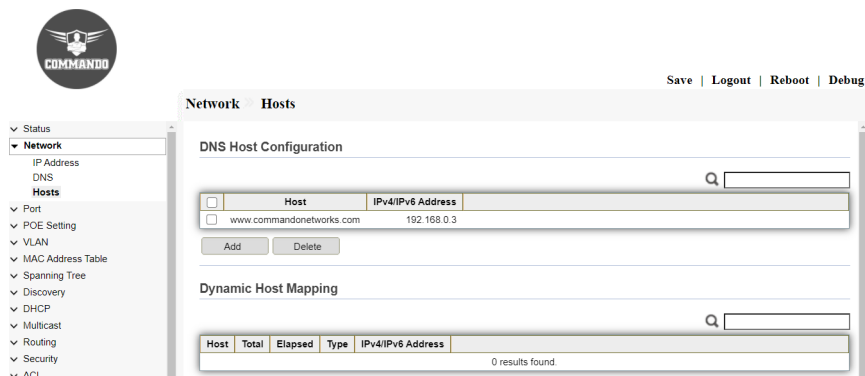 COMMANDO
Save | Logout | Reboot | Debug
Network Hosts
Status
Network
IP Address
DNS
Hosts
Port
POE Setting
VLAN
MAC Address Table
Spanning Tree
Discovery
DHCP
Multicast
Routing
Security
ACL
DNS Host Configuration
Host IPv4/IPv6 Address
www.commandonetworks.com 192.168.0.3
Add Delete
Dynamic Host Mapping
Host Total Elapsed Type IPv4/IPv6 Address
0 results found.